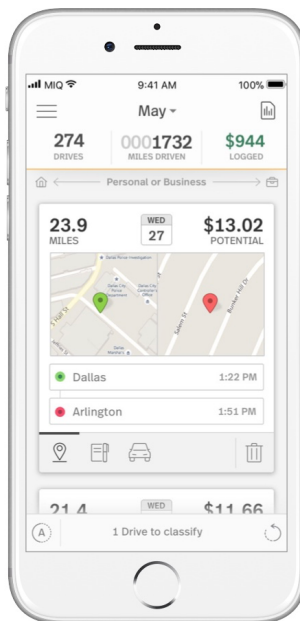 MIQ 9:41 AM 100%
May
274 0001732 $944
DRIVES MILES DRIVEN LOGGED
Personal or Business
23.9 WED $13.02
MILES 27 POTENTIAL
Dallas 1:22 PM
Arlington 1:51 PM
21.4 WED $11.66
A 1 Drive to classify